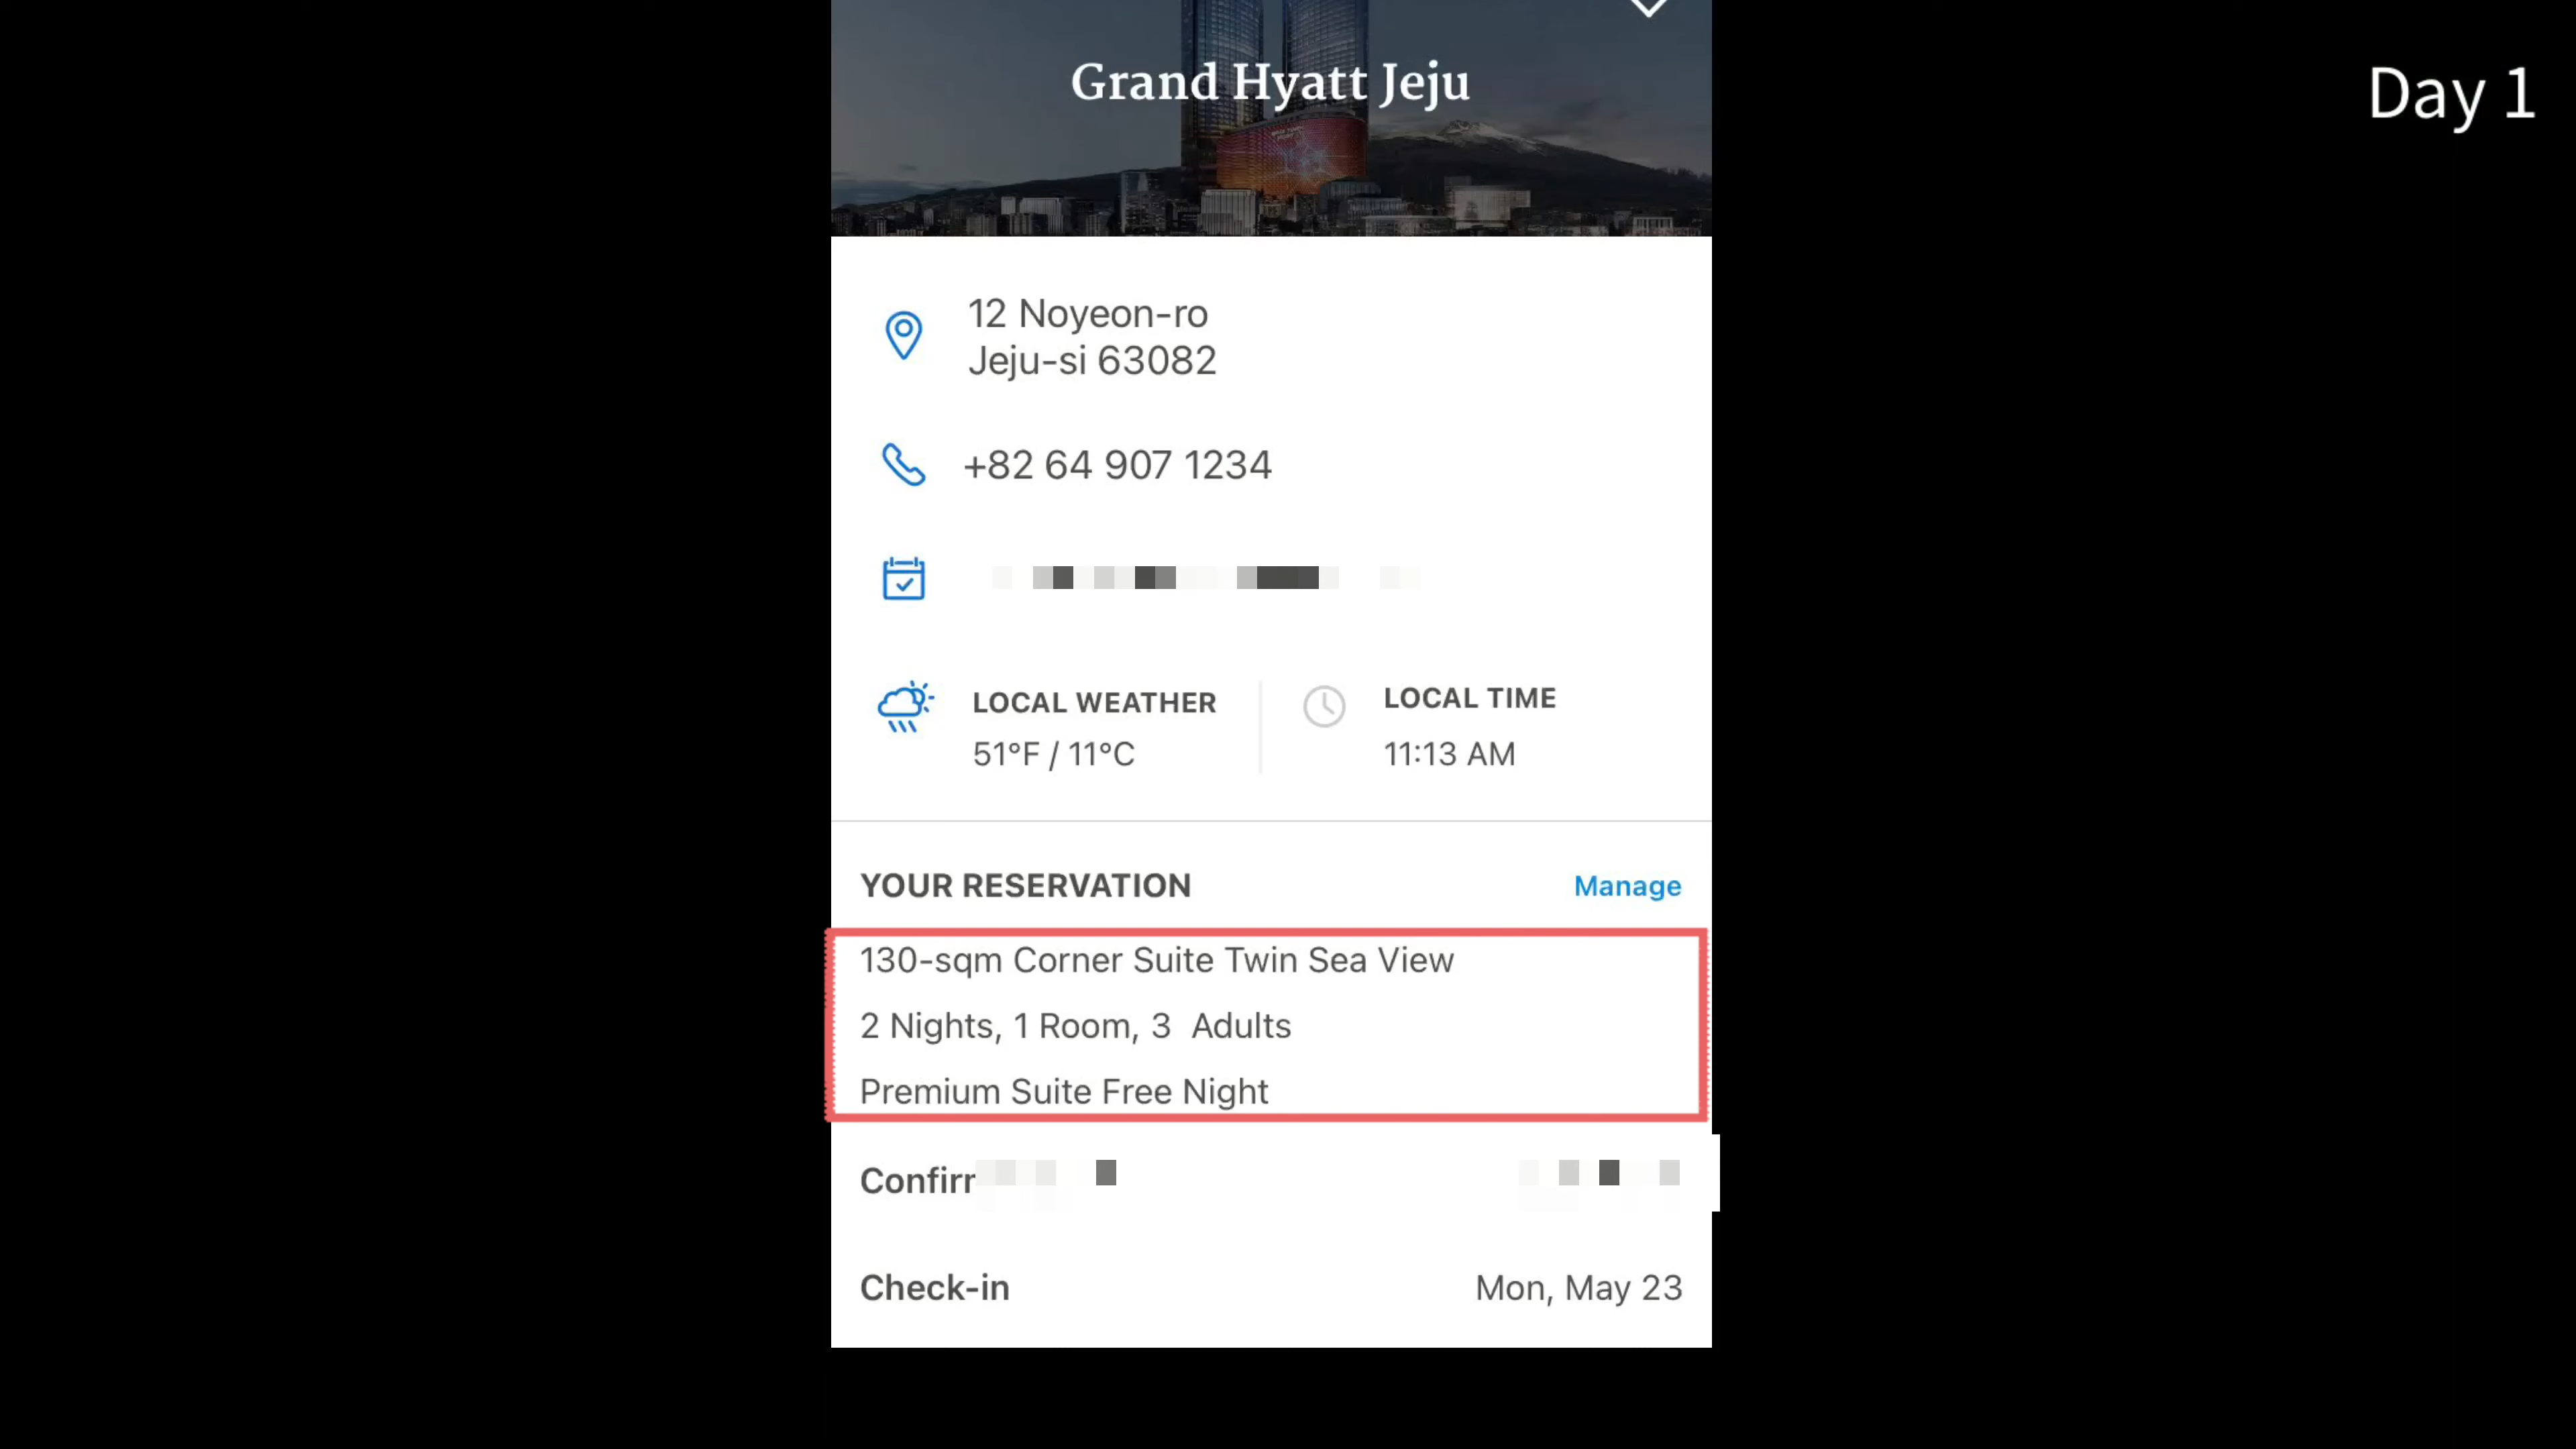 Day 1
Grand Hyatt Jeju
12 Noyeon-ro
Jeju-si 63082
+82 64 907 1234
LOCAL WEATHER
51°F / 11°C
LOCAL TIME
11:13 AM
YOUR RESERVATION
Manage
130-sqm Corner Suite Twin Sea View
2 Nights, 1 Room, 3 Adults
Premium Suite Free Night
Check-in
Mon, May 23